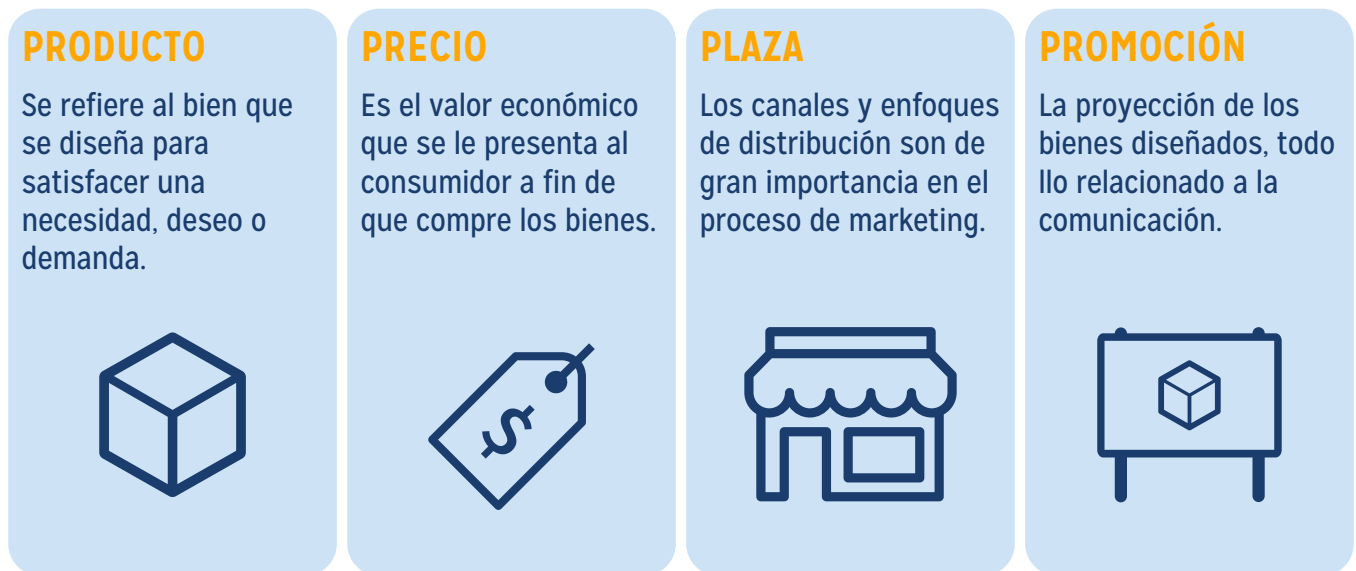 PRODUCTO
Se refiere al bien que
se diseña para
satisfacer una
necesidad, deseo o
demanda.
PRECIO
Es el valor económico
que se le presenta al
consumidor a fin de
que compre los bienes.
$
PLAZA
Los canales y enfoques
de distribución son de
gran importancia en el
proceso de marketing.
PROMOCIÓN
La proyección de los
bienes diseñados, todo
llo relacionado a la
comunicación.